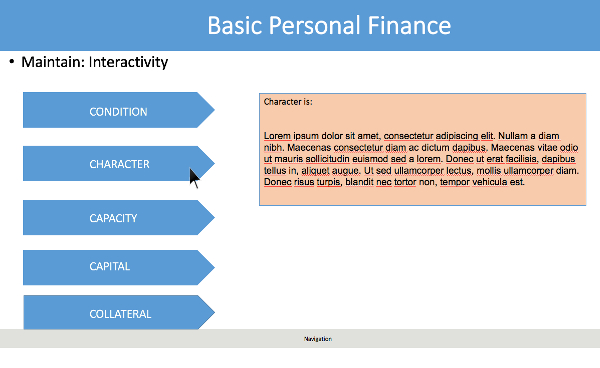 Basic Personal Finance
• Maintain: Interactivity
CONDITION
CHARACTER
CAPACITY
CAPITAL
COLLATERAL
Character is:
Lorem ipsum dolor sit amet, consectetur adipiscing elit. Nullam a diam
nibh. Maecenas consectetur diam ac dictum dapibus. Maecenas vitae odio
ut mauris sollicitudin euismod sed a lorem. Donec ut erat facilisis, dapibus
tellus in, aliquet augue. Ut sed ullamcorper lectus, mollis ullamcorper diam.
Donec risus turpis, blandit nec tortor non, tempor vehicula est.
Navigation